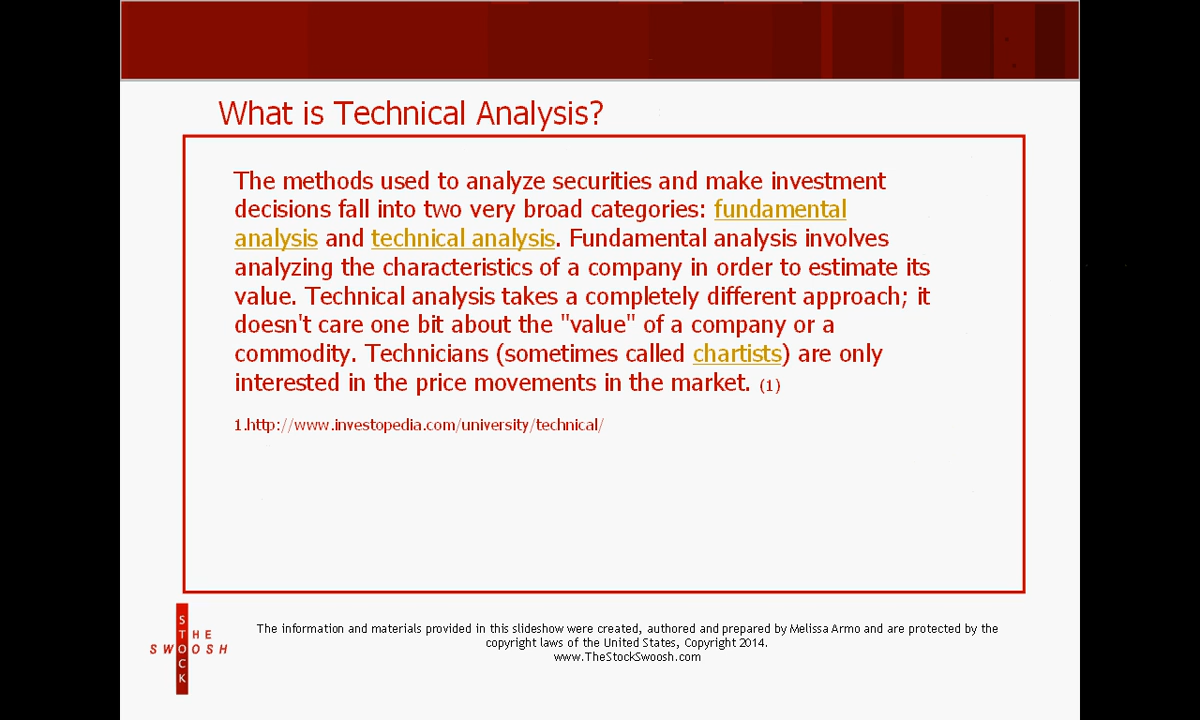 What is Technical Analysis?
The methods used to analyze securities and make investment
decisions fall into two very broad categories: fundamental
analysis and technical analysis. Fundamental analysis involves
analyzing the characteristics of a company in order to estimate its
value. Technical analysis takes a completely different approach; it
doesn't care one bit about the "value" of a company or a
commodity. Technicians (sometimes called chartists) are only
interested in the price movements in the market. (1)
1.http://www.investopedia.com/university/technical/
THE
STOCK
SWOOSH
The information and materials provided in this slideshow were created, authored and prepared by Melissa Armo and are protected by the
copyright laws of the United States, Copyright 2014.
www.TheStockSwoosh.com